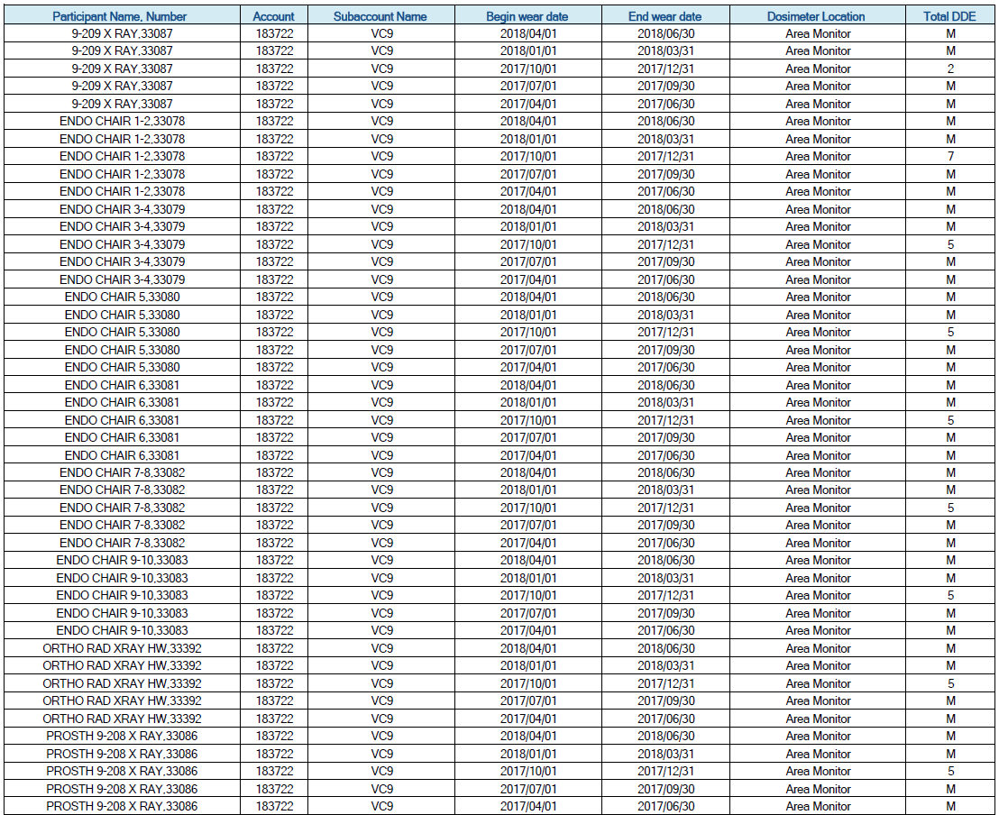 Participant Name, Number Account Subaccount Name Begin wear date End wear date Dosimeter Location Total DDE
9-209 X RAY,33087 183722 VC9 2018/04/01 2018/06/30 Area Monitor M
9-209 X RAY,33087 183722 VC9 2018/01/01 2018/03/31 Area Monitor M
9-209 X RAY,33087 183722 VC9 2017/10/01 2017/12/31 Area Monitor 2
9-209 X RAY,33087 183722 VC9 2017/07/01 2017/09/30 Area Monitor M
9-209 X RAY,33087 183722 VC9 2017/04/01 2017/06/30 Area Monitor M
ENDO CHAIR 1-2,33078 183722 VC9 2018/04/01 2018/06/30 Area Monitor M
ENDO CHAIR 1-2,33078 183722 VC9 2018/01/01 2018/03/31 Area Monitor M
ENDO CHAIR 1-2,33078 183722 VC9 2017/10/01 2017/12/31 Area Monitor 7
ENDO CHAIR 1-2,33078 183722 VC9 2017/07/01 2017/09/30 Area Monitor M
ENDO CHAIR 1-2,33078 183722 VC9 2017/04/01 2017/06/30 Area Monitor M
ENDO CHAIR 3-4,33079 183722 VC9 2018/04/01 2018/06/30 Area Monitor M
ENDO CHAIR 3-4,33079 183722 VC9 2018/01/01 2018/03/31 Area Monitor M
ENDO CHAIR 3-4,33079 183722 VC9 2017/10/01 2017/12/31 Area Monitor 5
ENDO CHAIR 3-4,33079 183722 VC9 2017/07/01 2017/09/30 Area Monitor M
ENDO CHAIR 3-4,33079 183722 VC9 2017/04/01 2017/06/30 Area Monitor M
ENDO CHAIR 5,33080 183722 VC9 2018/04/01 2018/06/30 Area Monitor M
ENDO CHAIR 5,33080 183722 VC9 2018/01/01 2018/03/31 Area Monitor M
ENDO CHAIR 5,33080 183722 VC9 2017/10/01 2017/12/31 Area Monitor 5
ENDO CHAIR 5,33080 183722 VC9 2017/07/01 2017/09/30 Area Monitor M
ENDO CHAIR 5,33080 183722 VC9 2017/04/01 2017/06/30 Area Monitor M
ENDO CHAIR 6,33081 183722 VC9 2018/04/01 2018/06/30 Area Monitor M
ENDO CHAIR 6,33081 183722 VC9 2018/01/01 2018/03/31 Area Monitor M
ENDO CHAIR 6,33081 183722 VC9 2017/10/01 2017/12/31 Area Monitor 5
ENDO CHAIR 6,33081 183722 VC9 2017/07/01 2017/09/30 Area Monitor M
ENDO CHAIR 6,33081 183722 VC9 2017/04/01 2017/06/30 Area Monitor M
ENDO CHAIR 7-8,33082 183722 VC9 2018/04/01 2018/06/30 Area Monitor M
ENDO CHAIR 7-8,33082 183722 VC9 2018/01/01 2018/03/31 Area Monitor M
ENDO CHAIR 7-8,33082 183722 VC9 2017/10/01 2017/12/31 Area Monitor 5
ENDO CHAIR 7-8,33082 183722 VC9 2017/07/01 2017/09/30 Area Monitor M
ENDO CHAIR 7-8,33082 183722 VC9 2017/04/01 2017/06/30 Area Monitor M
ENDO CHAIR 9-10,33083 183722 VC9 2018/04/01 2018/06/30 Area Monitor M
ENDO CHAIR 9-10,33083 183722 VC9 2018/01/01 2018/03/31 Area Monitor M
ENDO CHAIR 9-10,33083 183722 VC9 2017/10/01 2017/12/31 Area Monitor 5
ENDO CHAIR 9-10,33083 183722 VC9 2017/07/01 2017/09/30 Area Monitor M
ENDO CHAIR 9-10,33083 183722 VC9 2017/04/01 2017/06/30 Area Monitor M
ORTHO RAD XRAY HW,33392 183722 VC9 2018/04/01 2018/06/30 Area Monitor M
ORTHO RAD XRAY HW,33392 183722 VC9 2018/01/01 2018/03/31 Area Monitor M
ORTHO RAD XRAY HW,33392 183722 VC9 2017/10/01 2017/12/31 Area Monitor 5
ORTHO RAD XRAY HW,33392 183722 VC9 2017/07/01 2017/09/30 Area Monitor M
ORTHO RAD XRAY HW,33392 183722 VC9 2017/04/01 2017/06/30 Area Monitor M
PROSTH 9-208 X RAY,33086 183722 VC9 2018/04/01 2018/06/30 Area Monitor M
PROSTH 9-208 X RAY,33086 183722 VC9 2018/01/01 2018/03/31 Area Monitor M
PROSTH 9-208 X RAY,33086 183722 VC9 2017/10/01 2017/12/31 Area Monitor 5
PROSTH 9-208 X RAY,33086 183722 VC9 2017/07/01 2017/09/30 Area Monitor M
PROSTH 9-208 X RAY,33086 183722 VC9 2017/04/01 2017/06/30 Area Monitor M